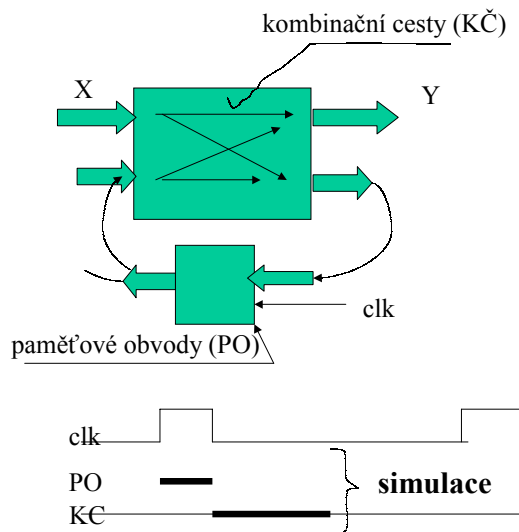 kombinační cesty (KČ)
X
Y
clk
paměťové obvody (PO)
clk
PO
simulace
KC